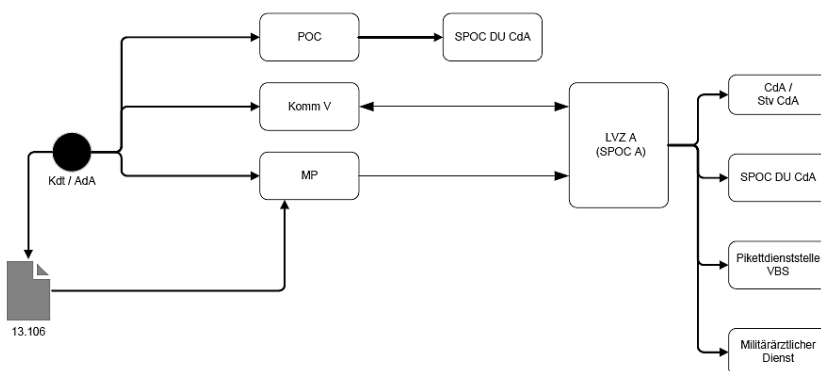 POC
SPOC DU CdA
Komm V
Kdt / AdA
MP
13.106
LVZ A
(SPOC A)
CdA /
Stv CdA
SPOC DU CdA
Pikettdienststelle
VBS
Militärärztlicher
Dienst